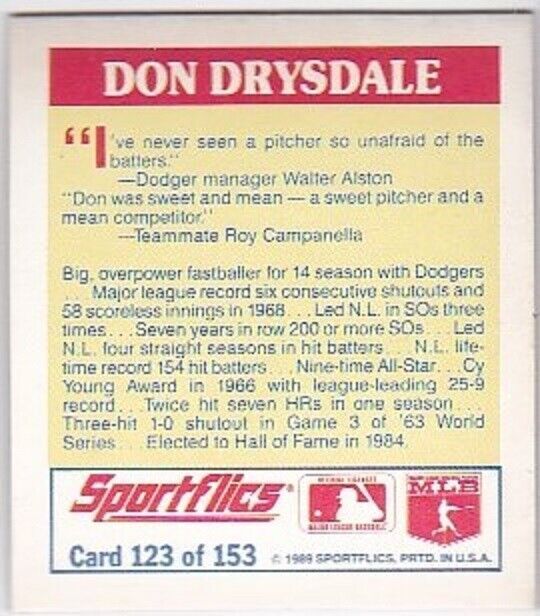 DON DRYSDALE
"I've never seen a pitcher so unafraid of the
batters."
—Dodger manager Walter Alston
"Don was sweet and mean — a sweet pitcher and a
mean competitor."
—Teammate Roy Campanella
Big, overpower fastballer for 14 season with Dodgers
... Major league record six consecutive shutouts and
58 scoreless innings in 1968... Led N.L. in SOs three
times... Seven years in row 200 or more SOs... Led
N.L. four straight seasons in hit batters... N.L. life-
time record 154 hit batters... Nine-time All-Star... Cy
Young Award in 1966 with league-leading 25-9
record... Twice hit seven HRs in one season...
Three-hit 1-0 shutout in Game 3 of '63 World
Series... Elected to Hall of Fame in 1984.
Sportflics®
MAJOR LEAGUE BASEBALL
MLB
Card 123 of 153
© 1989 SPORTFLICS, PRTD. IN U.S.A.